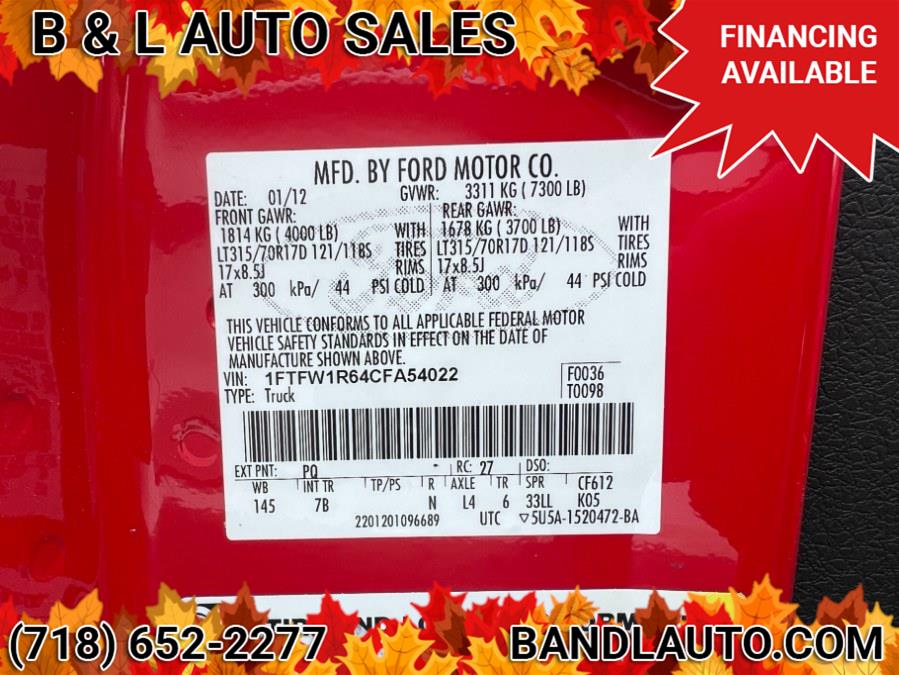 B & L AUTO SALES
FINANCING
AVAILABLE
MFD. BY FORD MOTOR CO.
DATE: 01/12 GVWR: 3311 KG ( 7300 LB)
FRONT GAWR: REAR GAWR:
1814 KG ( 4000 LB) WITH 1678 KG ( 3700 LB) WITH
LT315/70R17D 121/118S TIRES LT315/70R17D 121/118S TIRES
17x8.5J RIMS 17x8.5J RIMS
AT 300 kPa/ 44 PSI COLD AT 300 kPa/ 44 PSI COLD
THIS VEHICLE CONFORMS TO ALL APPLICABLE FEDERAL MOTOR
VEHICLE SAFETY STANDARDS IN EFFECT ON THE DATE OF
MANUFACTURE SHOWN ABOVE.
VIN: 1FTFW1R64CFA54022 F0036
TYPE: Truck T0098
EXT PNT: PQ RC: 27 DSO:
WB INT TR TP/PS R AXLE TR SPR CF612
145 7B N L4 6 33LL K05
2201201096689 UTC ▽5U5A-1520472-BA
(718) 652-2277
BANDLAUTO.COM